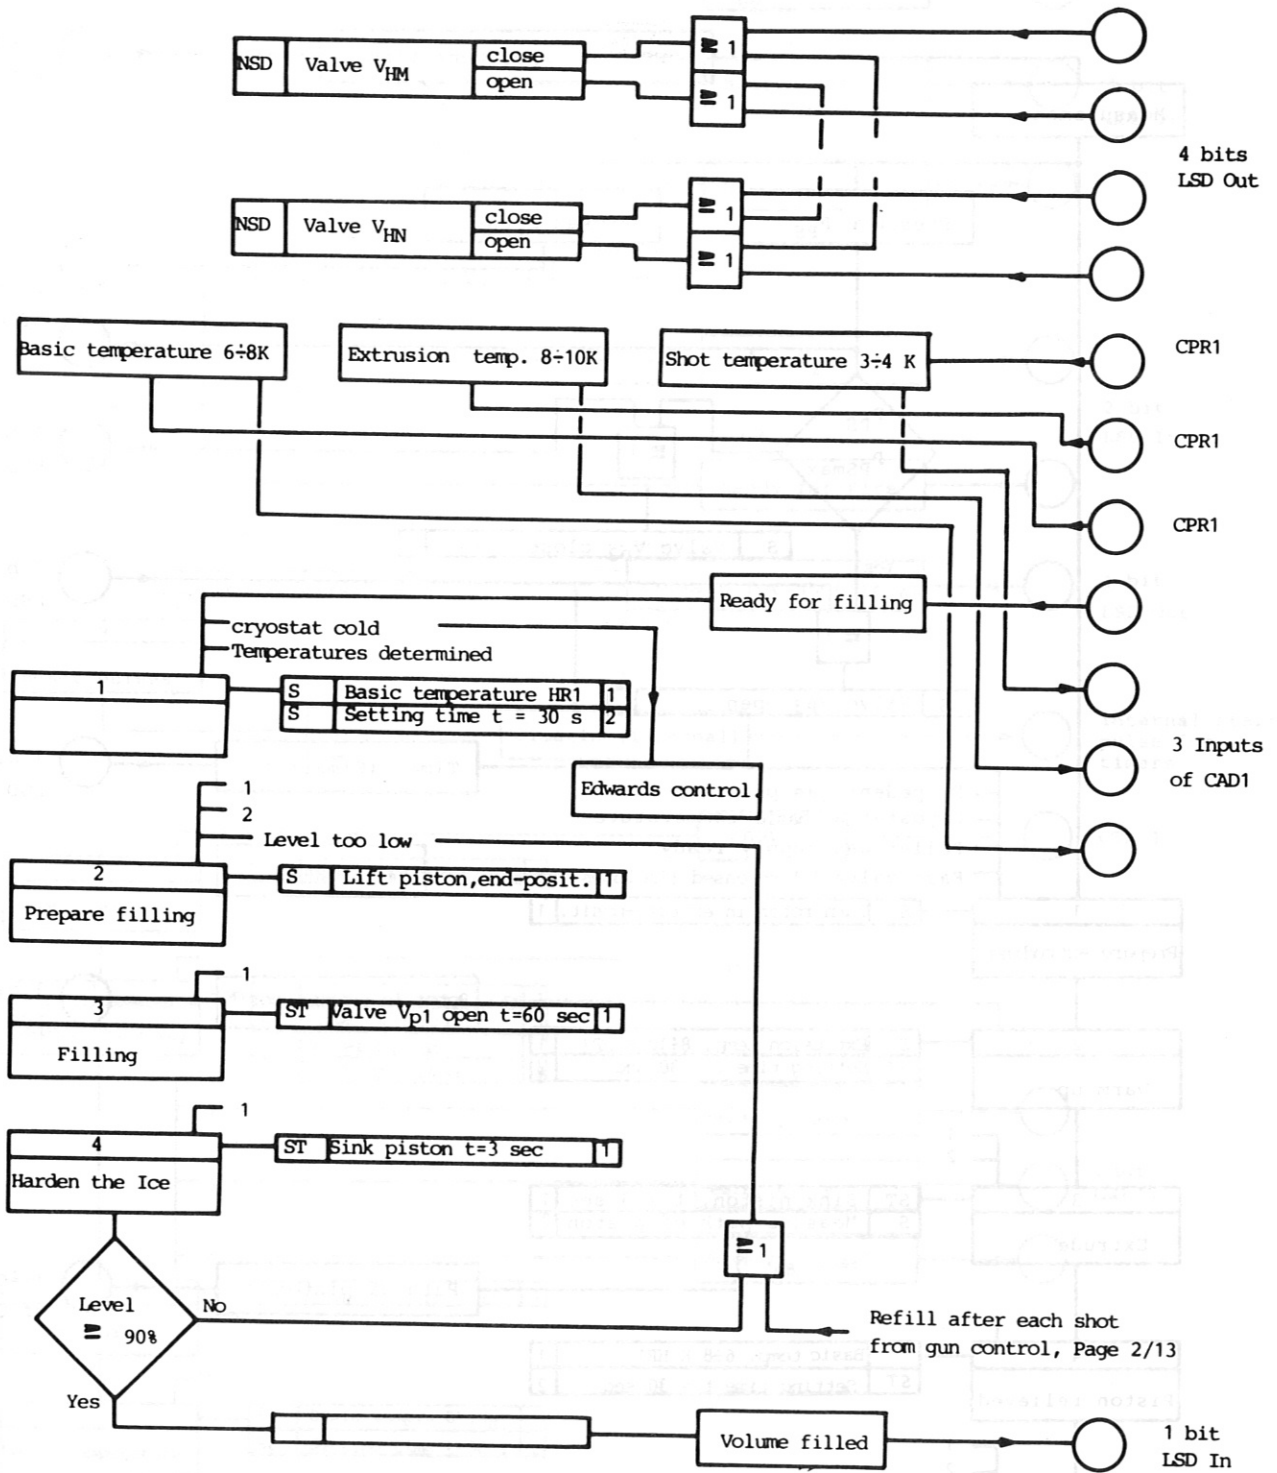 NSD Valve V_HM close ≥ 1
open ≥ 1
4 bits
LSD Out
NSD Valve V_HN close ≥ 1
open ≥ 1
Basic temperature 6÷8K
Extrusion temp. 8÷10K
Shot temperature 3÷4 K
CPR1
CPR1
CPR1
Ready for filling
cryostat cold
Temperatures determined
1
S Basic temperature HR1 1
S Setting time t = 30 s 2
Edwards control.
3 Inputs
of CAD1
1
2
Level too low
2
Prepare filling
S Lift piston,end-posit. 1
1
3
Filling
ST Valve Vp1 open t=60 sec 1
1
4
Harden the Ice
ST Sink piston t=3 sec 1
≥ 1
Level
≥ 90%
No
Refill after each shot
from gun control, Page 2/13
Yes
Volume filled
1 bit
LSD In